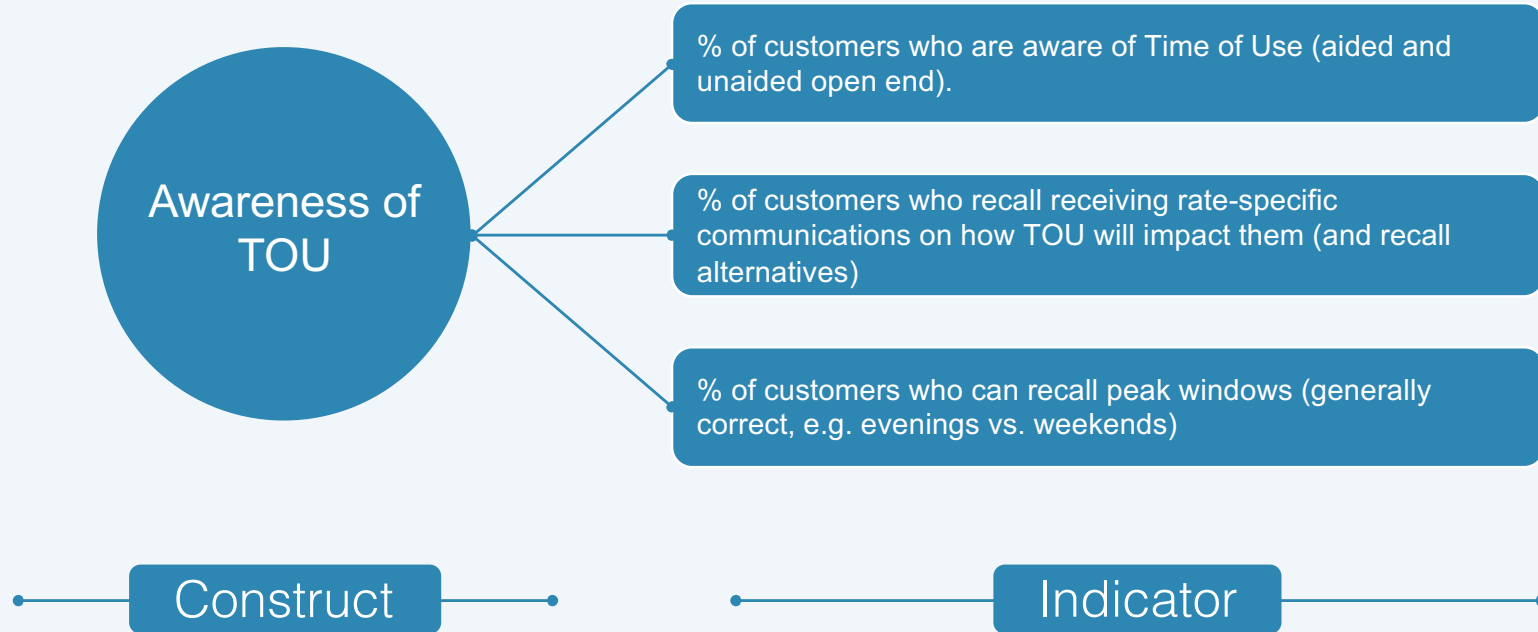 Awareness of
TOU
% of customers who are aware of Time of Use (aided and
unaided open end).
% of customers who recall receiving rate-specific
communications on how TOU will impact them (and recall
alternatives)
% of customers who can recall peak windows (generally
correct, e.g. evenings vs. weekends)
Construct
Indicator